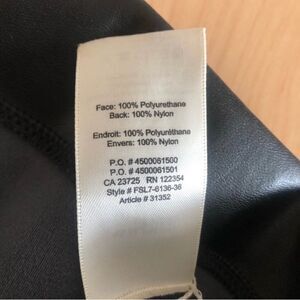 Face: 100% Polyurethane
Back: 100% Nylon
Endroit: 100% Polyuréthane
Envers: 100% Nylon
P.O. # 4500061500
P.O. # 4500061501
CA 23725 RN 122354
Style # FSL7-6136-36
Article # 31352